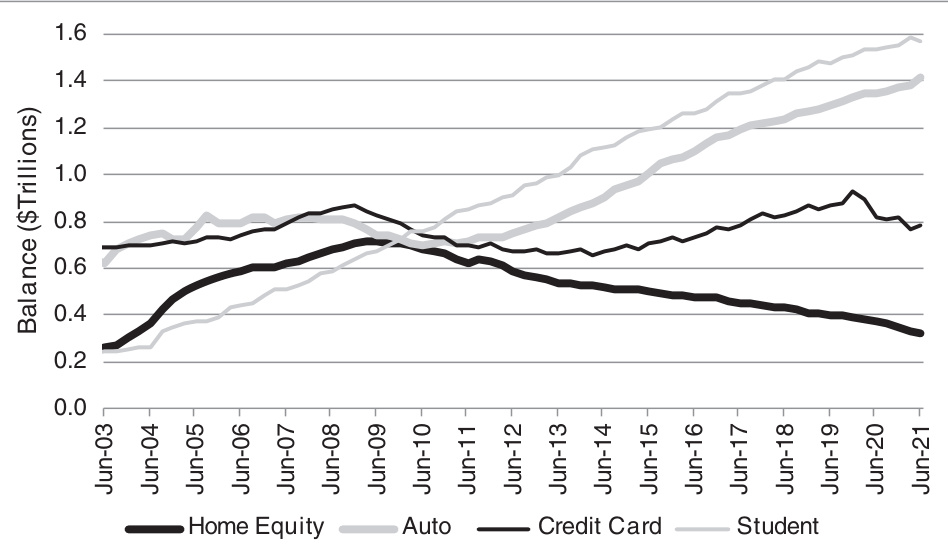 Balance ($Trillions)
1.6
1.4
1.2
1.0
0.8
0.6
0.4
0.2
0.0
Jun-03
Jun-04
Jun-05
Jun-06
Jun-07
Jun-08
Jun-09
Jun-10
Jun-11
Jun-12
Jun-13
Jun-14
Jun-15
Jun-16
Jun-17
Jun-18
Jun-19
Jun-20
Jun-21
Home Equity Auto Credit Card Student